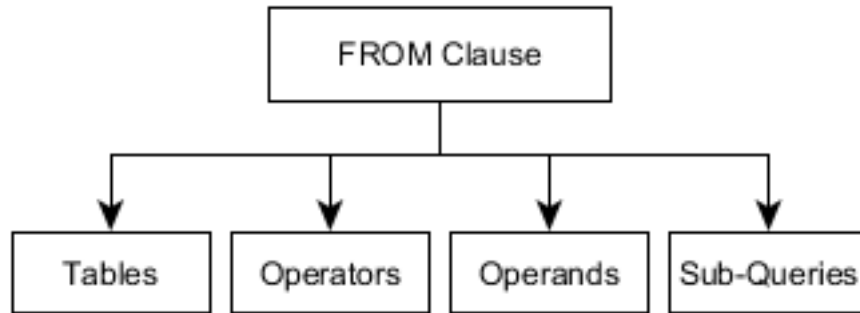 FROM Clause
Tables
Operators
Operands
Sub-Queries